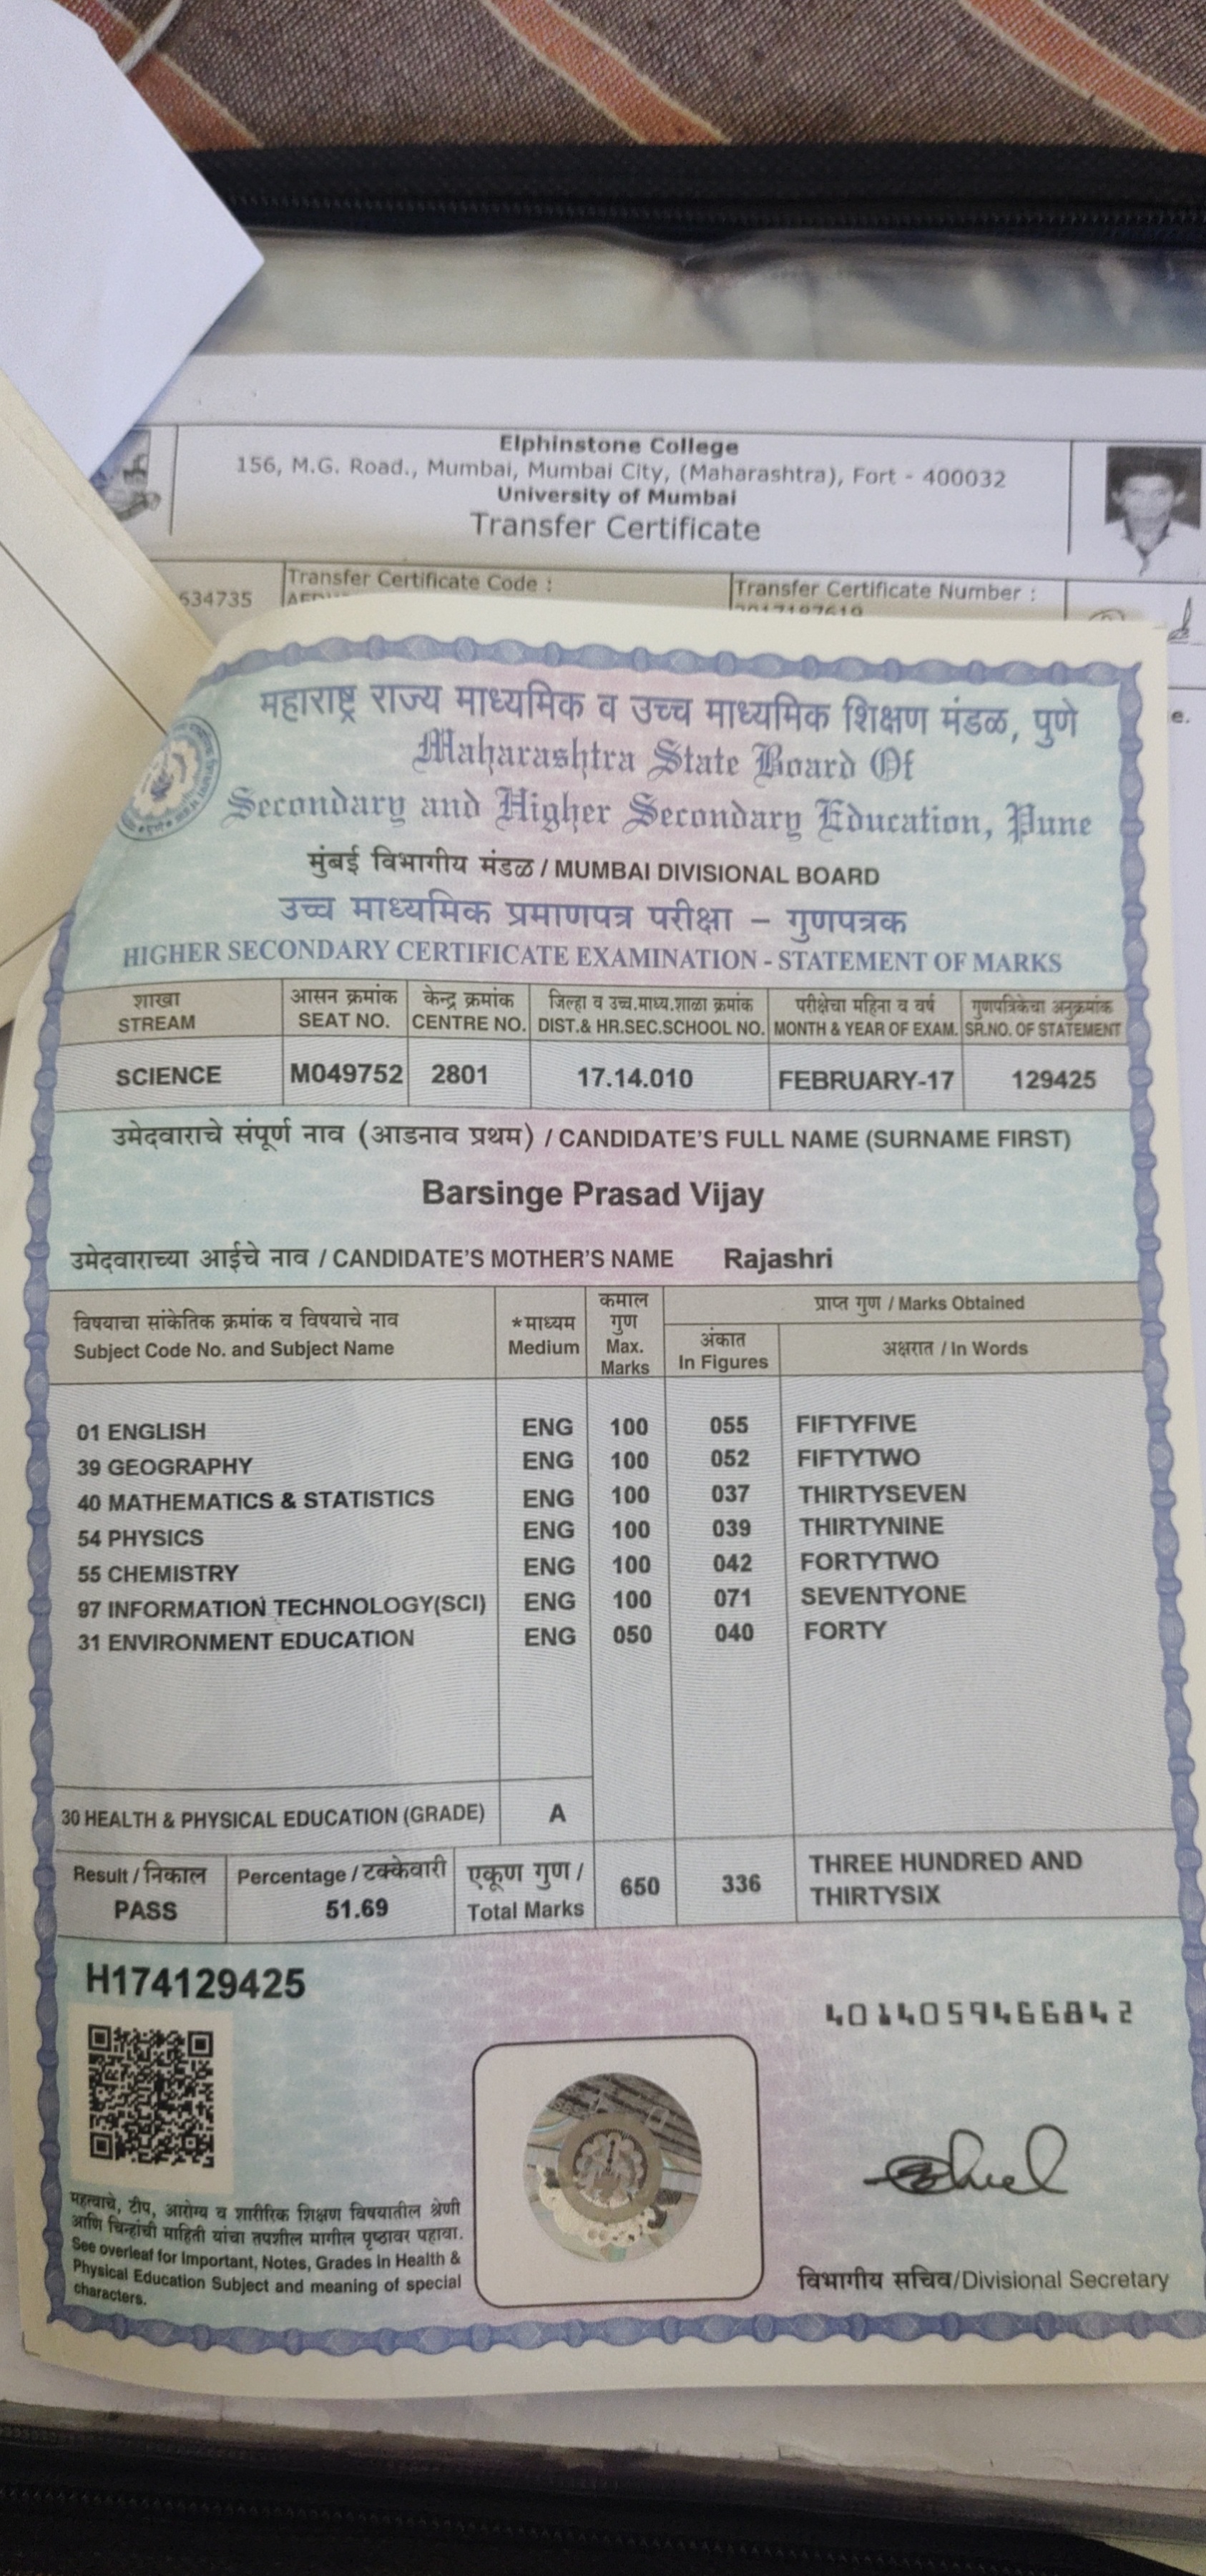 Elphinstone College
156, M.G. Road., Mumbai, Mumbai City, (Maharashtra), Fort - 400032
University of Mumbai
Transfer Certificate
634735
Transfer Certificate Code :
Transfer Certificate Number :
e.
महाराष्ट्र राज्य माध्यमिक व उच्च माध्यमिक शिक्षण मंडळ, पुणे
Maharashtra State Board Of
Secondary and Higher Secondary Education, Pune
मुंबई विभागीय मंडळ / MUMBAI DIVISIONAL BOARD
उच्च माध्यमिक प्रमाणपत्र परीक्षा – गुणपत्रक
HIGHER SECONDARY CERTIFICATE EXAMINATION - STATEMENT OF MARKS
शाखा आसन क्रमांक केन्द्र क्रमांक जिल्हा व उच्च.माध्य.शाळा क्रमांक परीक्षेचा महिना व वर्ष गुणपत्रिकेचा अनुक्रमांक
STREAM SEAT NO. CENTRE NO. DIST.& HR.SEC.SCHOOL NO. MONTH & YEAR OF EXAM. SR.NO. OF STATEMENT
SCIENCE M049752 2801 17.14.010 FEBRUARY-17 129425
उमेदवाराचे संपूर्ण नाव (आडनाव प्रथम) / CANDIDATE'S FULL NAME (SURNAME FIRST)
Barsinge Prasad Vijay
उमेदवाराच्या आईचे नाव / CANDIDATE'S MOTHER'S NAME Rajashri
विषयाचा सांकेतिक क्रमांक व विषयाचे नाव
Subject Code No. and Subject Name
*माध्यम
Medium
कमाल
गुण
Max.
Marks
प्राप्त गुण / Marks Obtained
अंकात
In Figures
अक्षरात / In Words
01 ENGLISH ENG 100 055 FIFTYFIVE
39 GEOGRAPHY ENG 100 052 FIFTYTWO
40 MATHEMATICS & STATISTICS ENG 100 037 THIRTYSEVEN
54 PHYSICS ENG 100 039 THIRTYNINE
55 CHEMISTRY ENG 100 042 FORTYTWO
97 INFORMATION TECHNOLOGY(SCI) ENG 100 071 SEVENTYONE
31 ENVIRONMENT EDUCATION ENG 050 040 FORTY
30 HEALTH & PHYSICAL EDUCATION (GRADE) A
Result / निकाल
PASS
Percentage / टक्केवारी
51.69
एकूण गुण /
Total Marks
650
336
THREE HUNDRED AND
THIRTYSIX
H174129425
4014059466842
महत्वाचे, टीप, आरोग्य व शारीरिक शिक्षण विषयातील श्रेणी
आणि चिन्हांची माहिती यांचा तपशील मागील पृष्ठावर पहावा.
See overleaf for Important, Notes, Grades in Health &
Physical Education Subject and meaning of special
characters.
विभागीय सचिव/Divisional Secretary